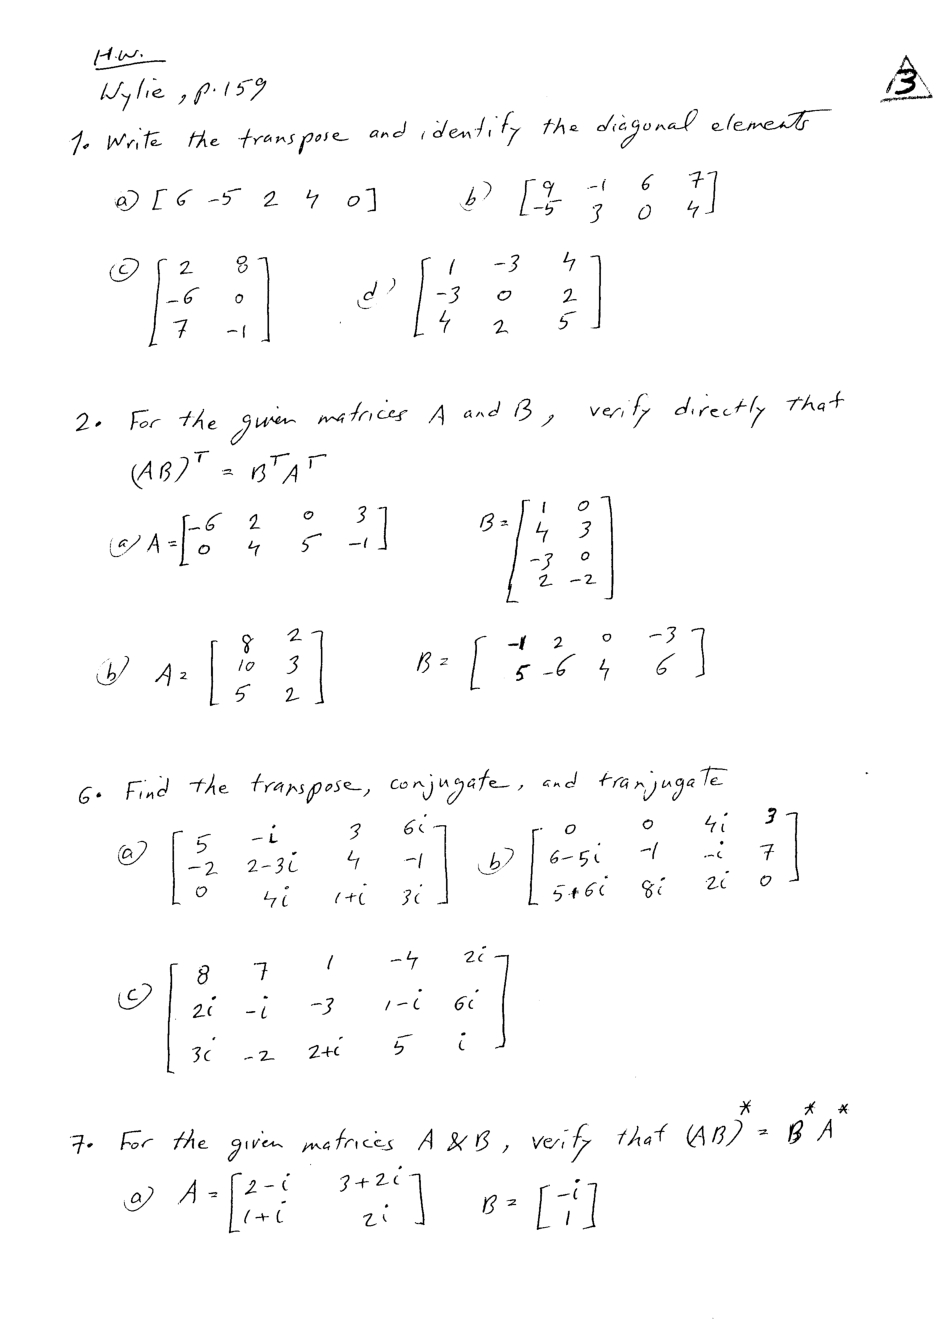 H.W.
Wylie, p.159
3
1. Write the transpose and identify the diagonal elements
a) [ 6 -5 2 4 0 ] b) [ 9 -1 6 7 ]
[ -5 3 0 4 ]
c) [ 2 8 ] d) [ 1 -3 4 ]
[ -6 0 ] [ -3 0 2 ]
[ 7 -1 ] [ 4 2 5 ]
2. For the given matrices A and B, verify directly that
(AB)ᵀ = BᵀAᵀ
a) A = [ -6 2 0 3 ] B = [ 1 0 ]
[ 0 4 5 -1 ] [ 4 3 ]
[ -3 0 ]
[ 2 -2 ]
b) A = [ 8 2 ] B = [ -1 2 0 -3 ]
[ 10 3 ] [ 5 -6 4 6 ]
[ 5 2 ]
6. Find the transpose, conjugate, and tranjugate
a) [ 5 -i 3 6i ] b) [ 0 0 4i 3 ]
[ -2 2-3i 4 -1 ] [ 6-5i -1 -i 7 ]
[ 0 4i 1+i 3i ] [ 5+6i 8i 2i 0 ]
c) [ 8 7 1 -4 2i ]
[ 2i -i -3 1-i 6i ]
[ 3i -2 2+i 5 i ]
7. For the given matrices A & B, verify that (AB)* = B* A*
a) A = [ 2-i 3+2i ] B = [ -i ]
[ 1+i 2i ] [ 1 ]